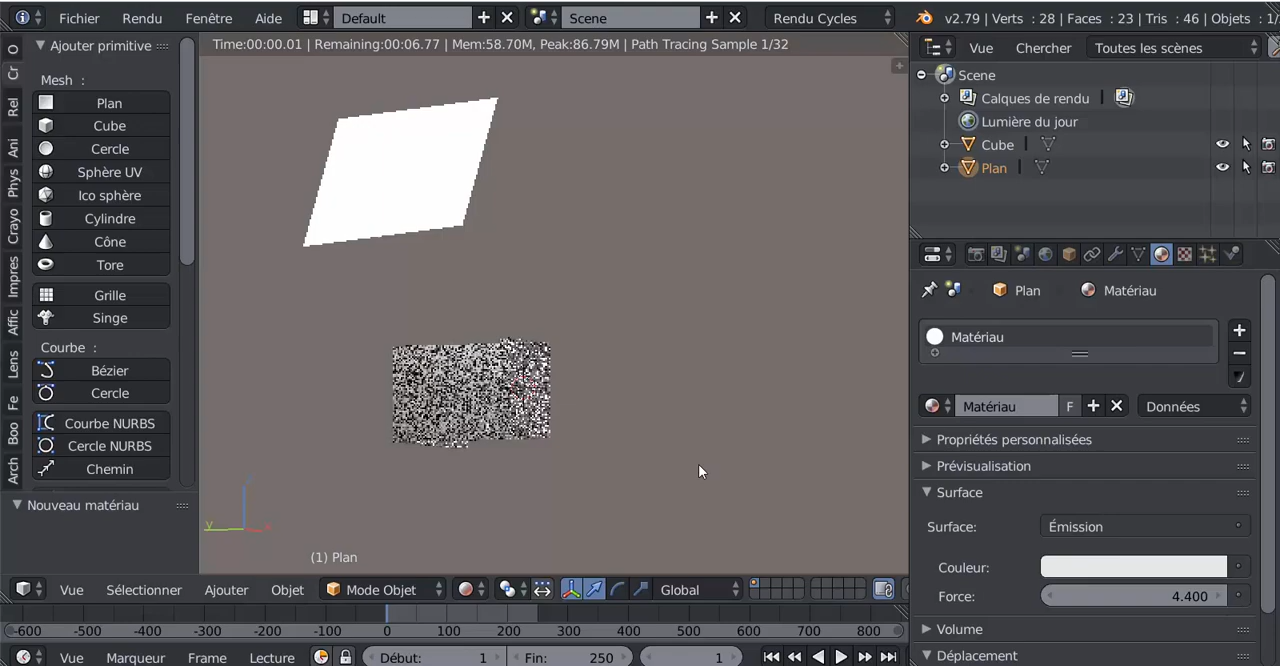 Fichier Rendu Fenêtre Aide Default Scene Rendu Cycles v2.79 | Verts : 28 | Faces : 23 | Tris : 46 | Objets : 1/
Time:00:00.01 | Remaining:00:06.77 | Mem:58.70M, Peak:86.79M | Path Tracing Sample 1/32
Vue Chercher Toutes les scènes
Scene
Calques de rendu |
Lumière du jour
Cube |
Plan |
O
Cr
Rel
Ani
Phys
Crayo
Impres
Affic
Lens
Fe
Boo
Arch
Ajouter primitive
Mesh :
Plan
Cube
Cercle
Sphère UV
Ico sphère
Cylindre
Cône
Tore
Grille
Singe
Courbe :
Bézier
Cercle
Courbe NURBS
Cercle NURBS
Chemin
Nouveau matériau
y x
(1) Plan
Plan Matériau
Matériau
Matériau F Données
Propriétés personnalisées
Prévisualisation
Surface
Surface: Émission
Couleur:
Force: 4.400
Volume
Déplacement
Vue Sélectionner Ajouter Objet Mode Objet Global
-600 -500 -400 -300 -200 -100 0 100 200 300 400 500 600 700 800
Vue Marqueur Frame Lecture Début: 1 Fin: 250 1